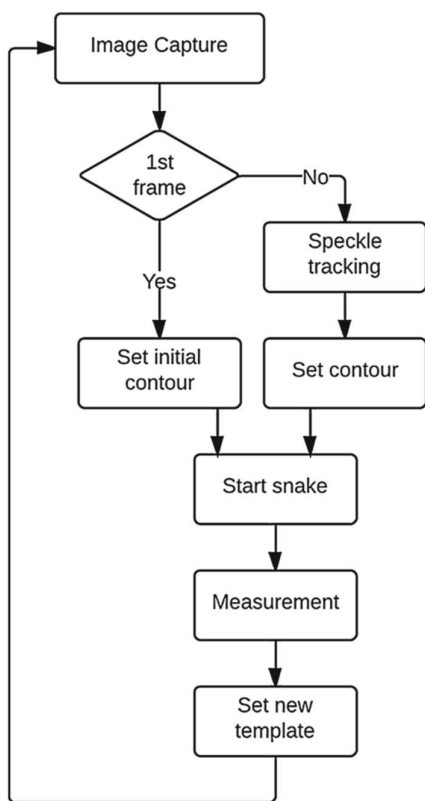 Image Capture
1st
frame
No
Speckle
tracking
Yes
Set initial
contour
Set contour
Start snake
Measurement
Set new
template